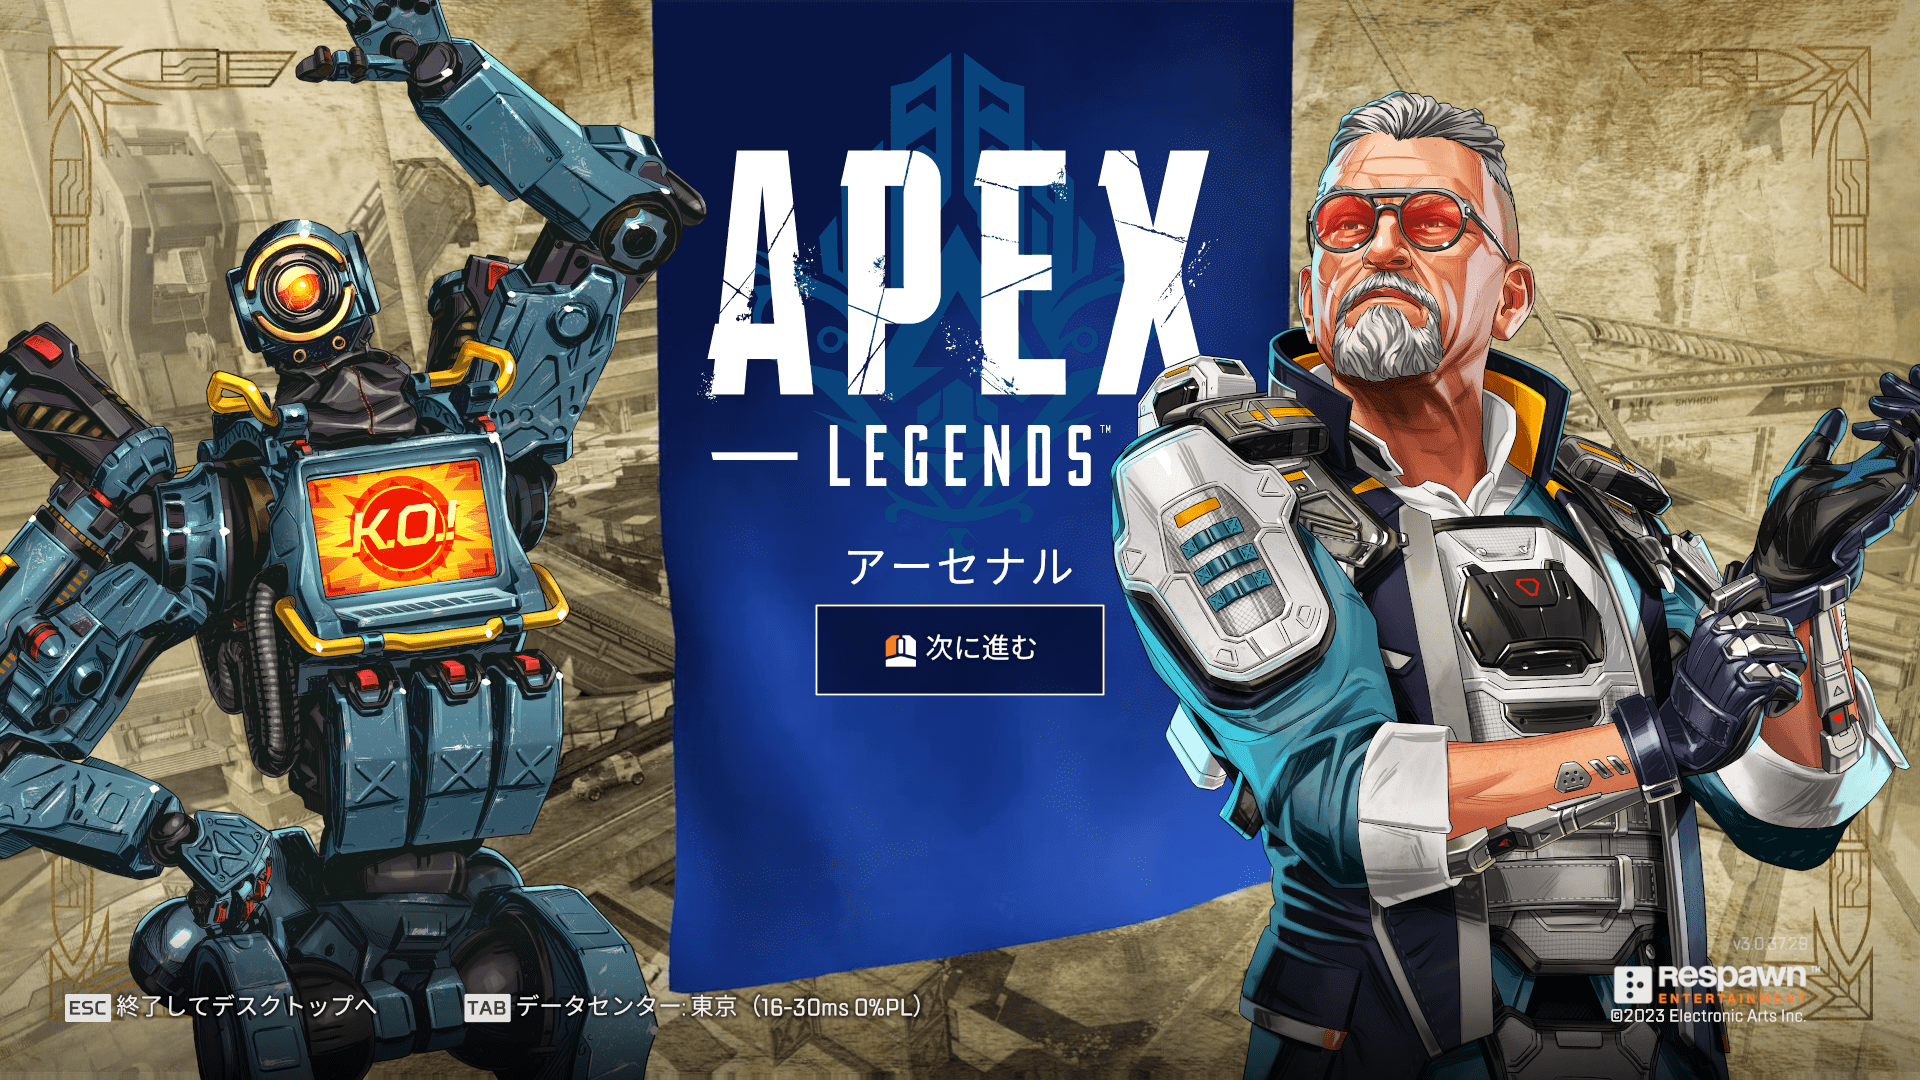 APEX
LEGENDS™
アーセナル
次に進む
K.O.!
SKYHOOK
v3.0.37.29
Respawn™
ENTERTAINMENT
©2023 Electronic Arts Inc.
ESC 終了してデスクトップへ
TAB データセンター: 東京（16-30ms 0%PL）